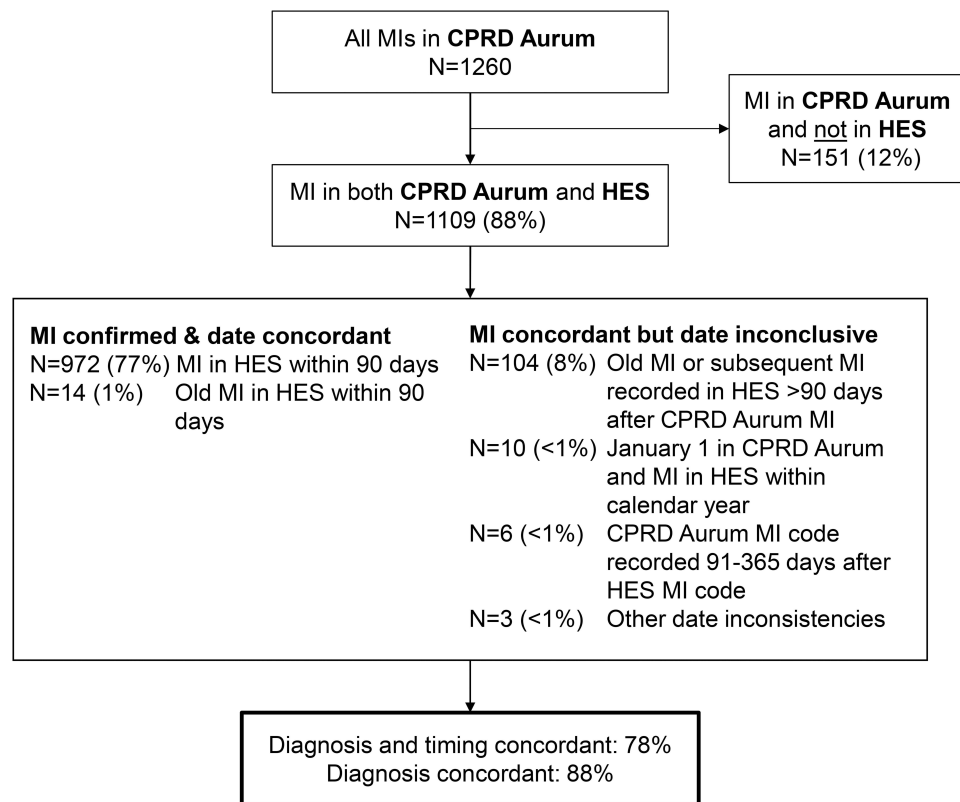 All MIs in CPRD Aurum
N=1260
MI in CPRD Aurum
and not in HES
N=151 (12%)
MI in both CPRD Aurum and HES
N=1109 (88%)
MI confirmed & date concordant
N=972 (77%) MI in HES within 90 days
N=14 (1%) Old MI in HES within 90
days
MI concordant but date inconclusive
N=104 (8%) Old MI or subsequent MI
recorded in HES >90 days
after CPRD Aurum MI
N=10 (<1%) January 1 in CPRD Aurum
and MI in HES within
calendar year
N=6 (<1%) CPRD Aurum MI code
recorded 91-365 days after
HES MI code
N=3 (<1%) Other date inconsistencies
Diagnosis and timing concordant: 78%
Diagnosis concordant: 88%